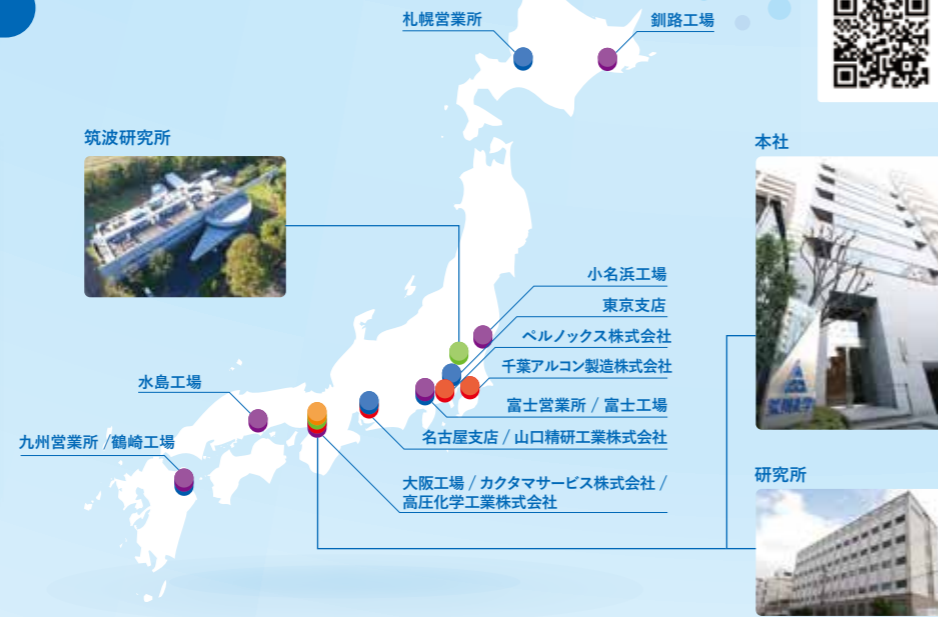 札幌営業所
釧路工場
筑波研究所
本社
小名浜工場
東京支店
ペルノックス株式会社
千葉アルコン製造株式会社
水島工場
富士営業所 / 富士工場
九州営業所 /鶴崎工場
名古屋支店 / 山口精研工業株式会社
大阪工場 / カクタマサービス株式会社 /
高圧化学工業株式会社
研究所